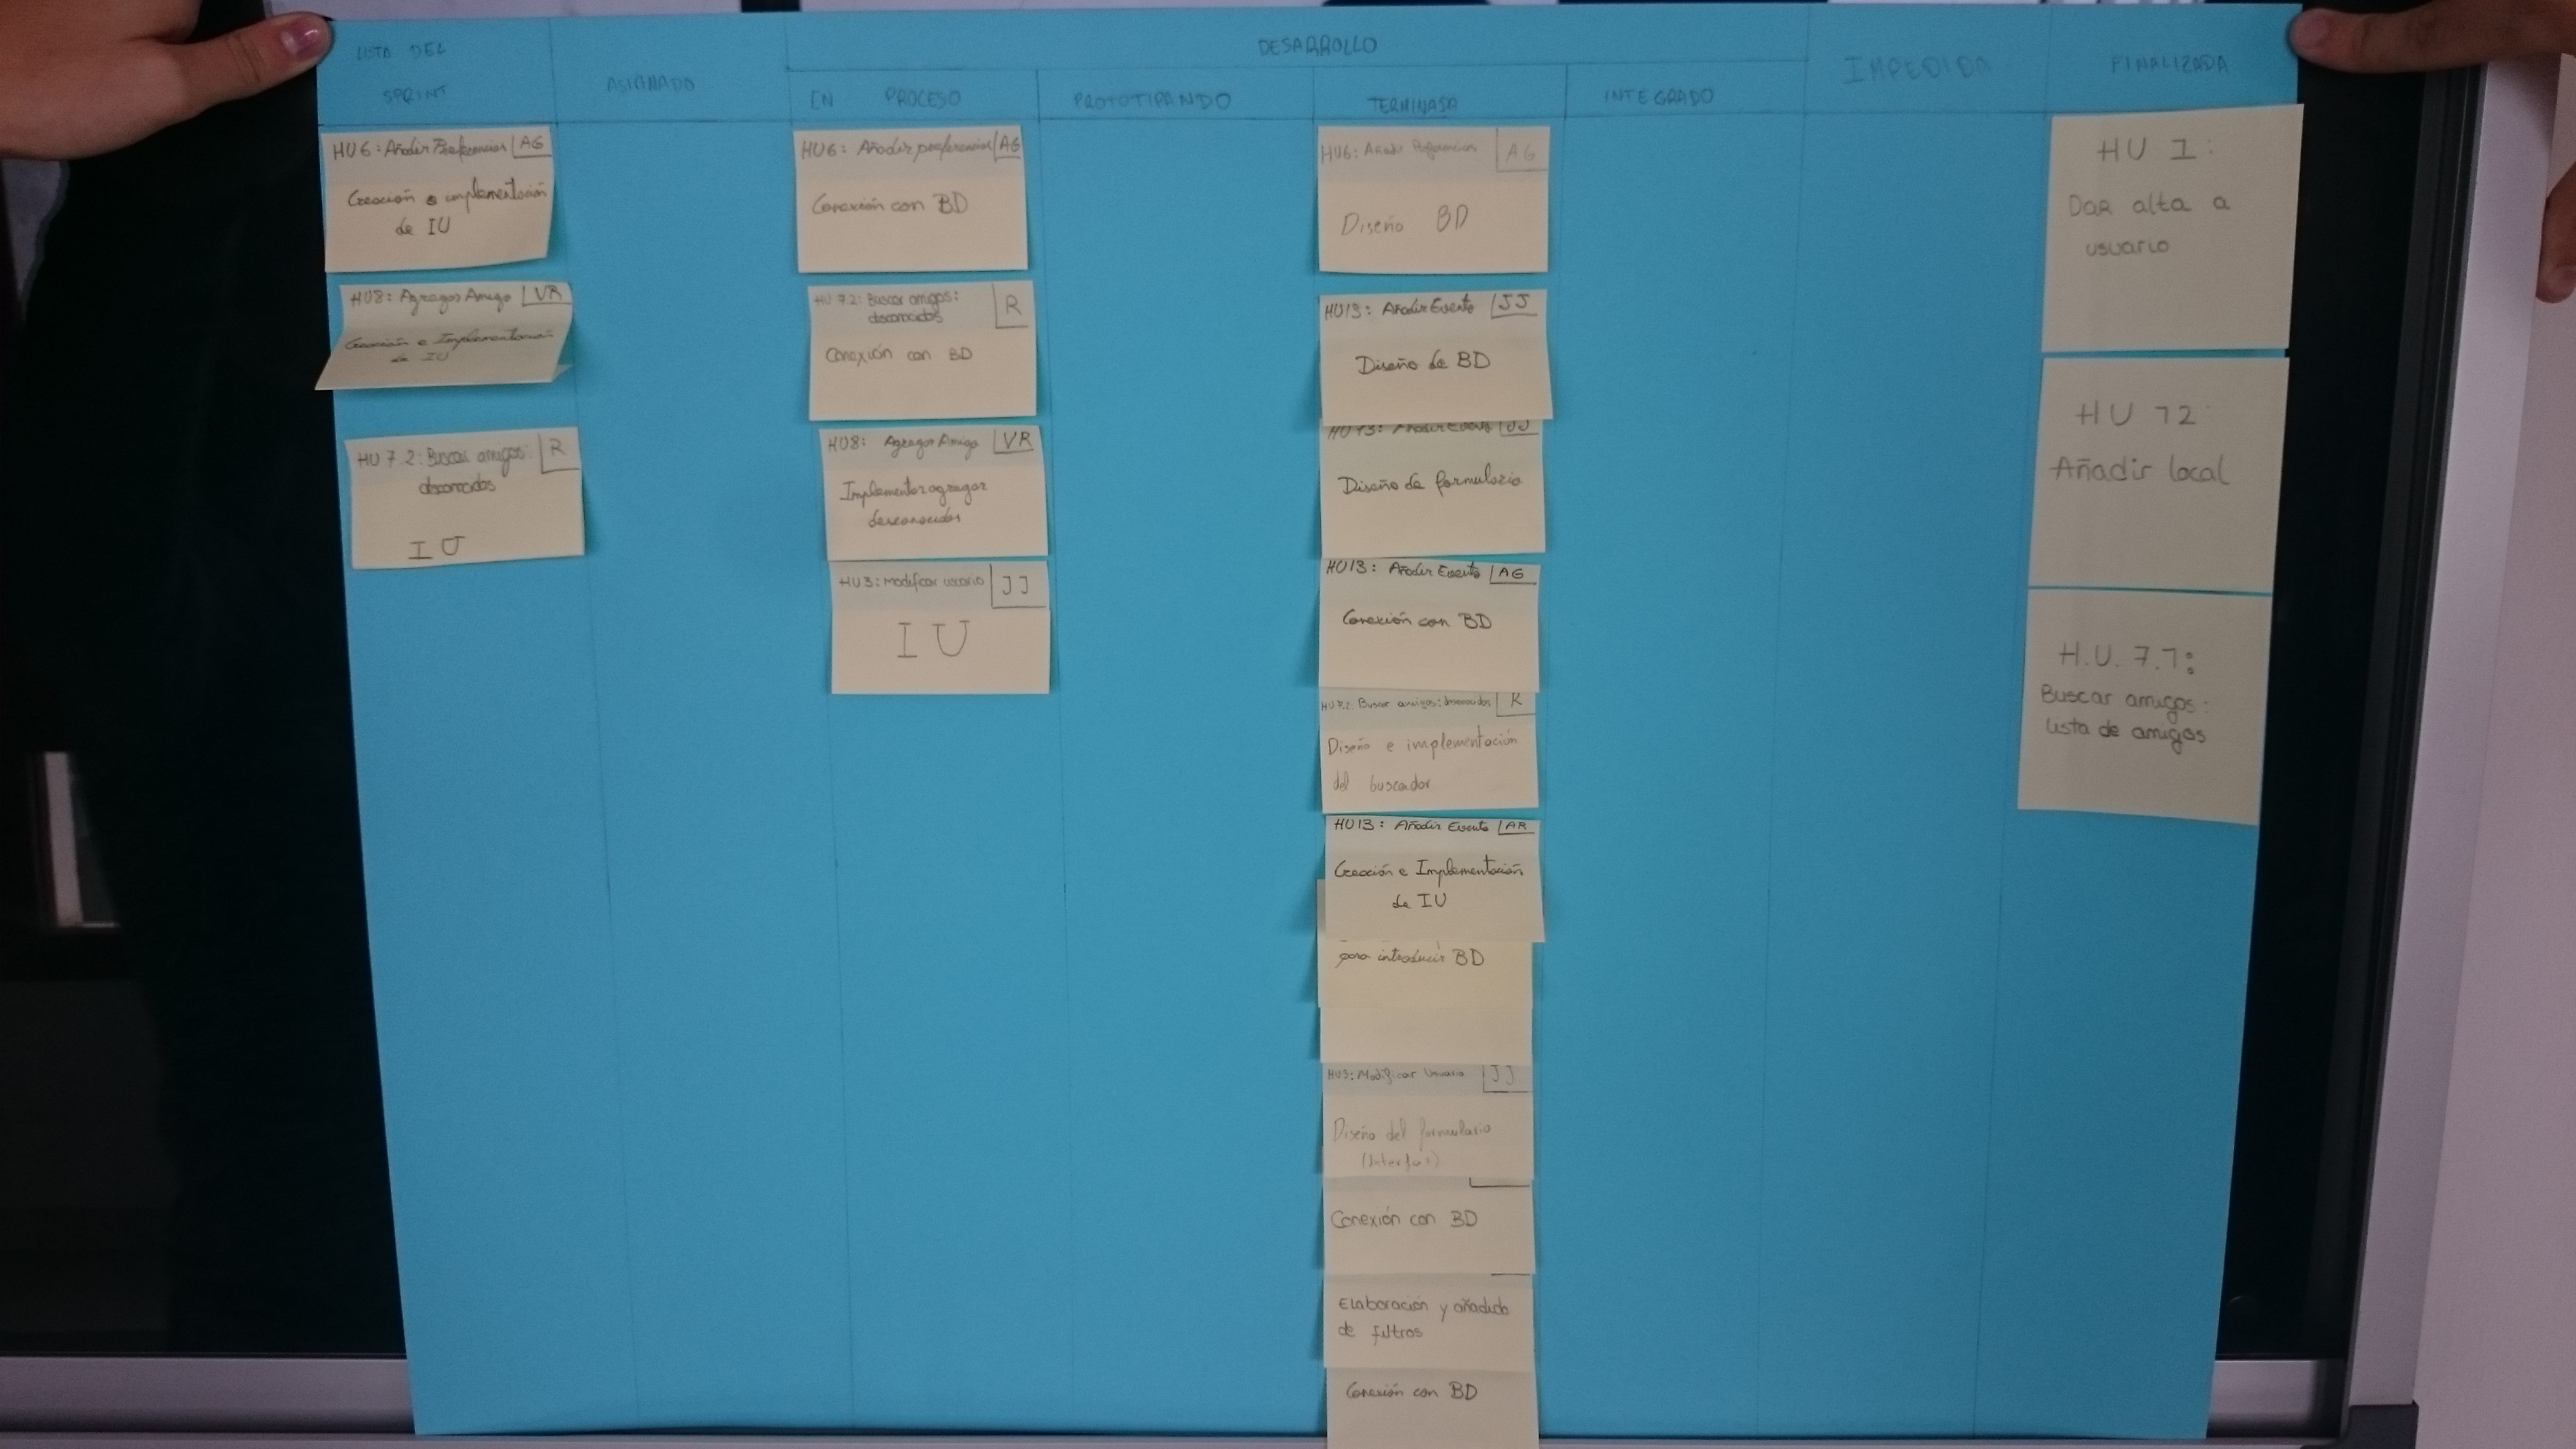 LISTA DEL
SPRINT
ASIGNADO
DESARROLLO
EN PROCESO
PROTOTIPANDO
TERMINASA
INTEGRADO
IMPEDIDA
FINALIZADA
HU6: Añadir Preferencias AG
Creación e implementación
de IU
HU8: Agregar Amigo VR
Creación e Implementación
de IU
HU 7.2: Buscar amigos: R
desconocidos
IU
HU6: Añadir preferencias AG
Conexión con BD
HU 7.2: Buscar amigos: R
desconocidos
Conexión con BD
HU8: Agregar Amigo VR
Implementar agregar
desconocidos
HU3: Modificar usuario JJ
IU
HU6: Añadir Preferencias AG
Diseño BD
HU13: Añadir Evento JJ
Diseño de BD
HU13: Añadir Evento JJ
Diseño de formulario
HU13: Añadir Evento AG
Conexión con BD
HU7.2: Buscar amigos: desconocidos R
Diseño e implementación
del buscador
HU13: Añadir Evento AR
Creación e Implementación
de IU
para introducir BD
HU3: Modificar Usuario JJ
Diseño del formulario
(Interfaz)
Conexión con BD
Elaboración y añadido
de filtros
Conexión con BD
HU 1:
Dar alta a
usuario
HU 12:
Añadir local
H.U. 7.1:
Buscar amigos:
lista de amigos